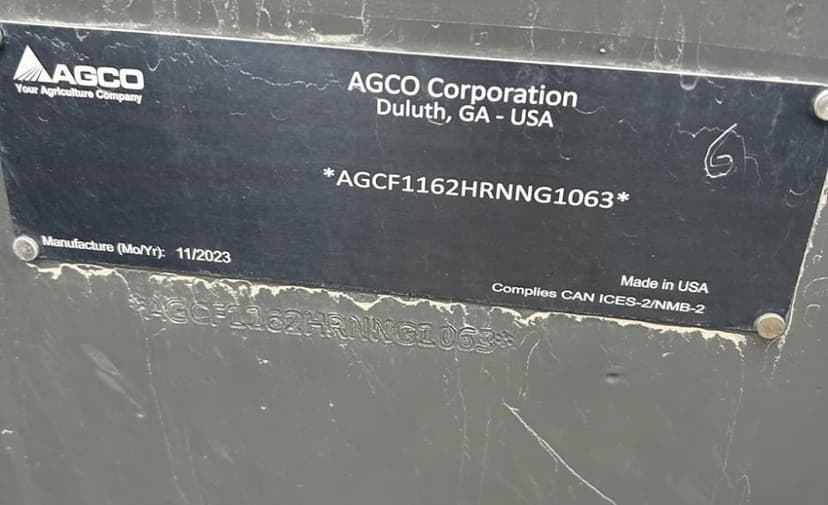 AGCO
Your Agriculture Company
AGCO Corporation
Duluth, GA - USA
G
*AGCF1162HRNNG1063*
Manufacture (Mo/Yr): 11/2023
Made in USA
Complies CAN ICES-2/NMB-2
*AGCF1162HRNNG1063*